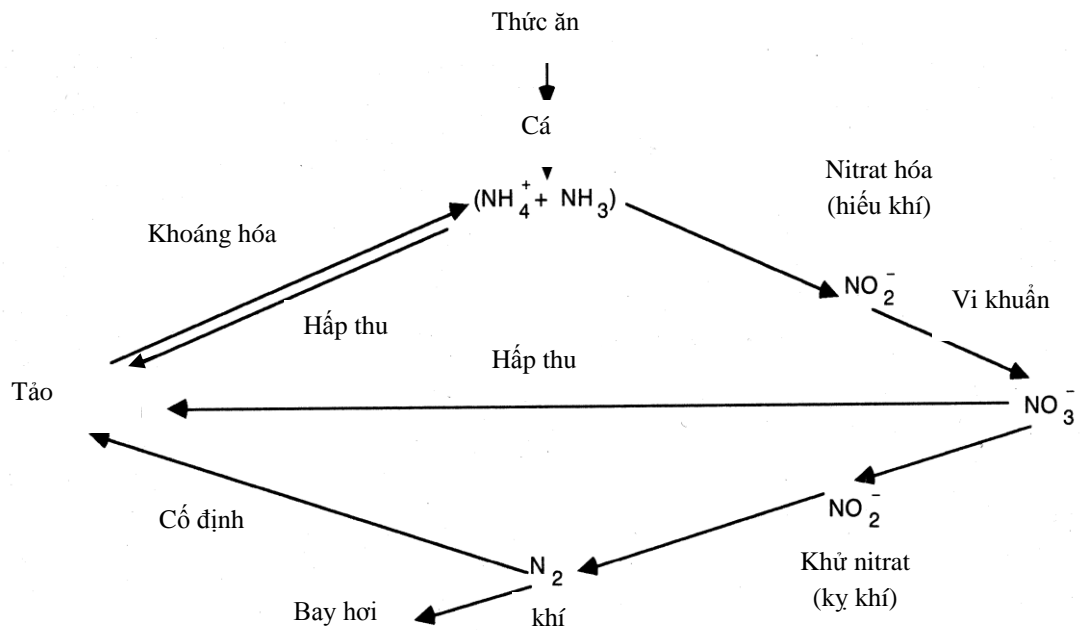 Thức ăn
Cá
(NH₄⁺ + NH₃)
Nitrat hóa
(hiếu khí)
Khoáng hóa
NO₂⁻
Vi khuẩn
Hấp thu
Hấp thu
Tảo
NO₃⁻
Cố định
NO₂⁻
Khử nitrat
(kỵ khí)
N₂
khí
Bay hơi